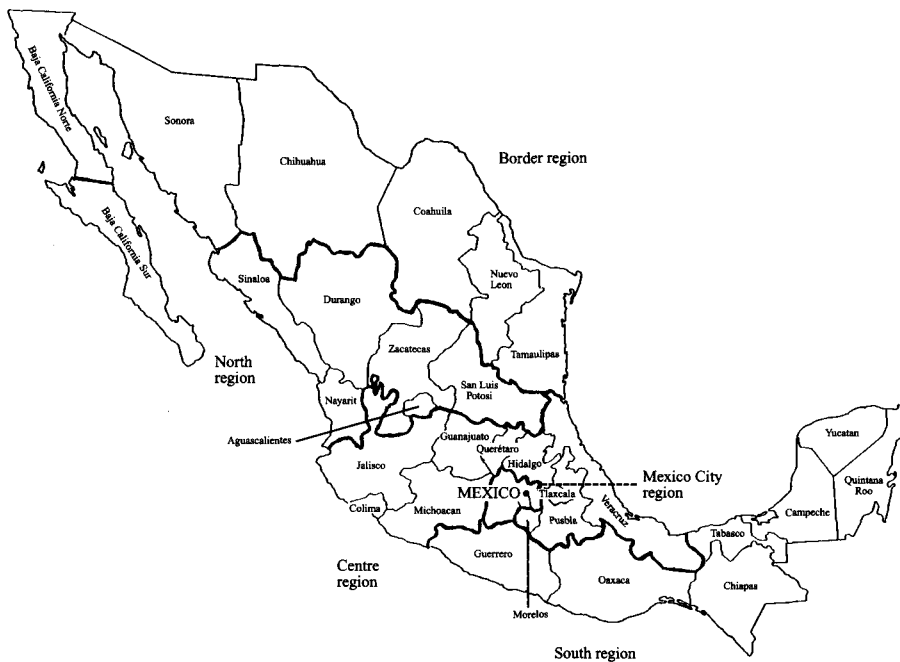 Baja California Norte
Sonora
Chihuahua
Border region
Coahuila
Baja California Sur
Sinaloa
Nuevo
Leon
Durango
Zacatecas
Tamaulipas
North
region
San Luis
Potosi
Nayarit
Aguascalientes
Guanajuato
Querétaro
Yucatan
Jalisco
Hidalgo
Mexico City
region
Quintana
Roo
MEXICO
Tlaxcala
Colima
Michoacan
Veracruz
Campeche
Puebla
Tabasco
Centre
region
Guerrero
Oaxaca
Chiapas
Morelos
South region